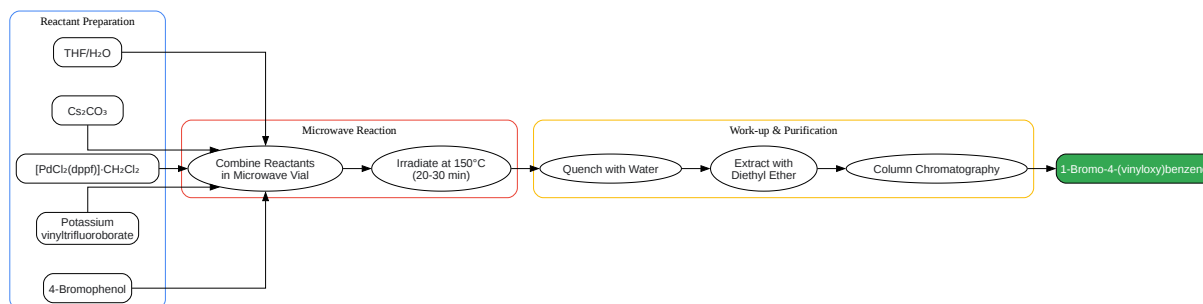 Reactant Preparation
THF/H₂O
Cs₂CO₃
[PdCl₂(dppf)]·CH₂Cl₂
Potassium
vinyltrifluoroborate
4-Bromophenol
Microwave Reaction
Combine Reactants
in Microwave Vial
Irradiate at 150°C
(20-30 min)
Work-up & Purification
Quench with Water
Extract with
Diethyl Ether
Column Chromatography
1-Bromo-4-(vinyloxy)benzene